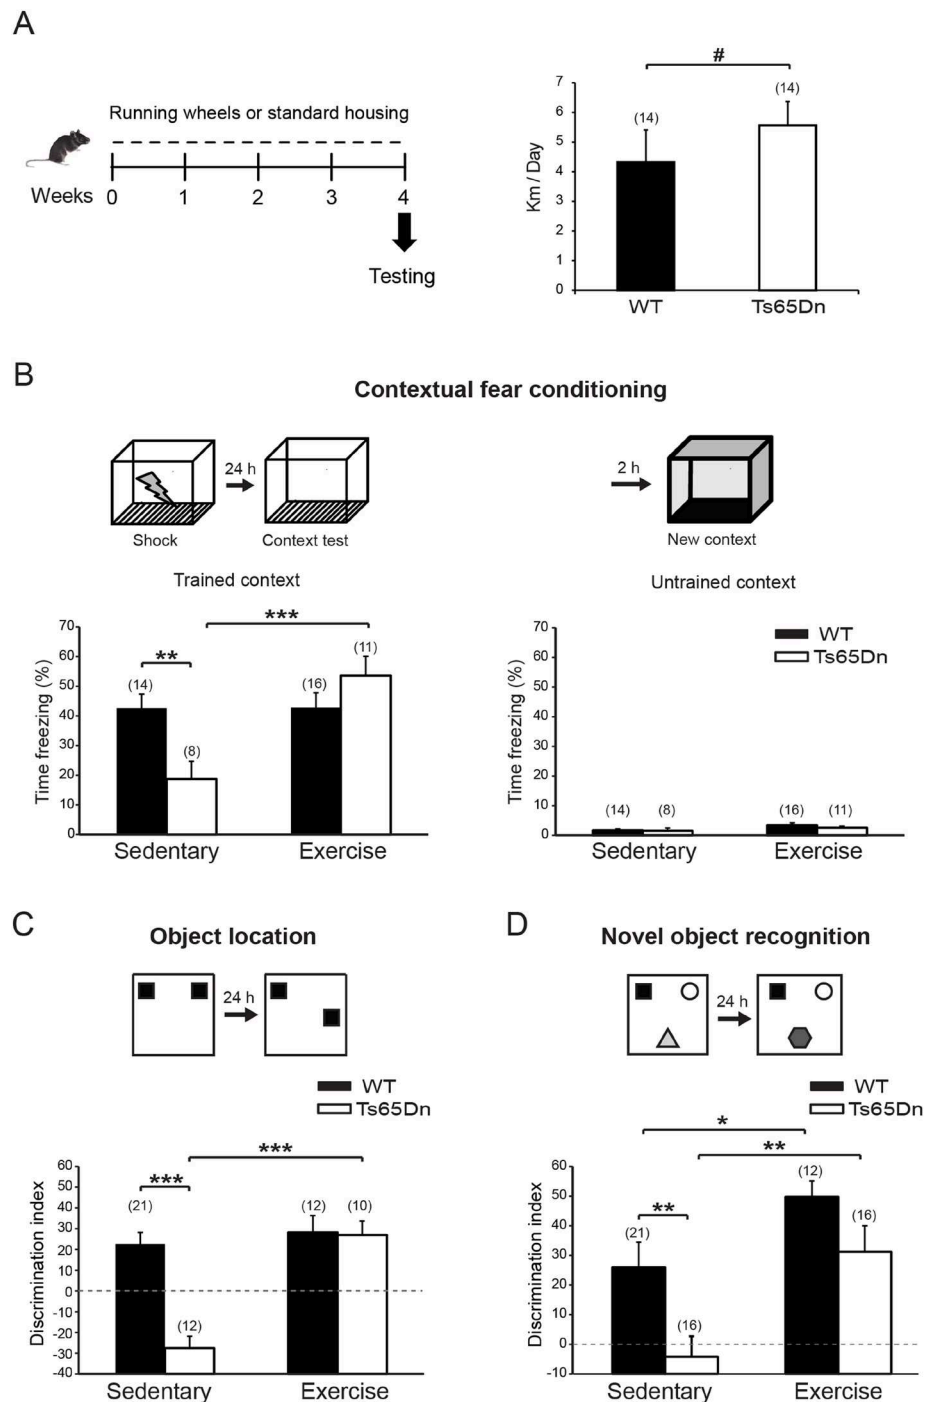 A
Running wheels or standard housing
Weeks 0 1 2 3 4
Testing
#
7
6
5
4
3
2
1
0
Km / Day
(14)
(14)
WT Ts65Dn
B
Contextual fear conditioning
24 h
Shock Context test
2 h
New context
Trained context
Untrained context
70
60
50
40
30
20
10
0
Time freezing (%)
***
**
(14)
(8)
(16)
(11)
Sedentary Exercise
70
60
50
40
30
20
10
0
Time freezing (%)
WT
Ts65Dn
(14) (8) (16) (11)
Sedentary Exercise
C
Object location
24 h
WT
Ts65Dn
60
50
40
30
20
10
0
-10
-20
-30
-40
Discrimination index
***
***
(21)
(12)
(12)
(10)
Sedentary Exercise
D
Novel object recognition
24 h
WT
Ts65Dn
60
50
40
30
20
10
0
-10
Discrimination index
*
**
**
(21)
(16)
(12)
(16)
Sedentary Exercise